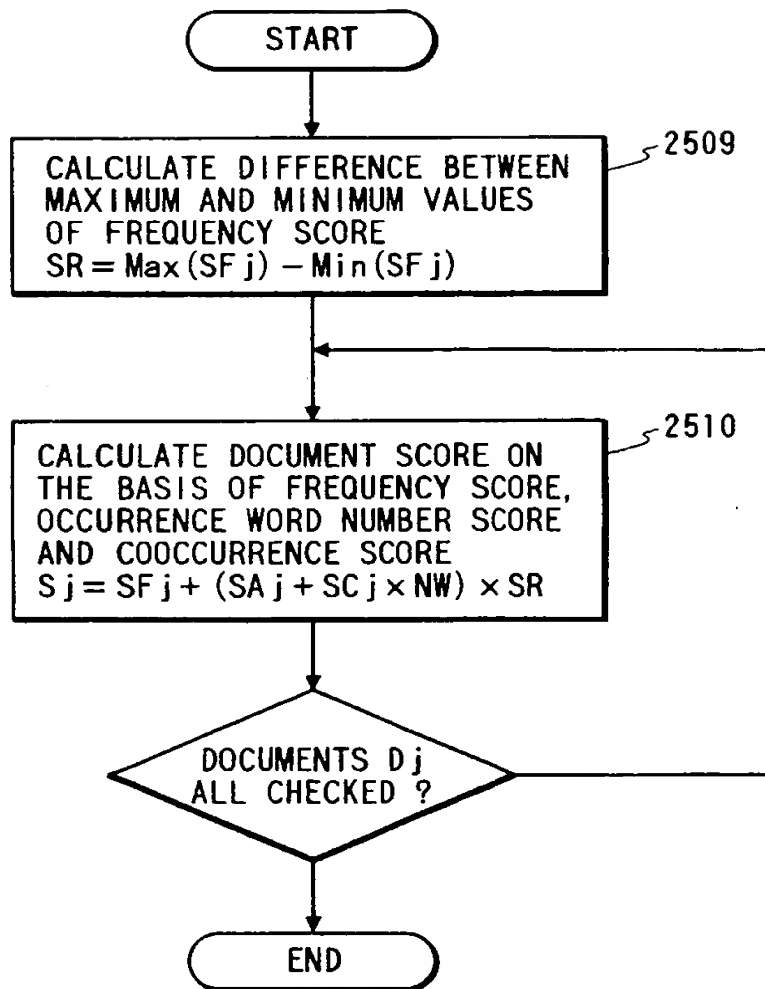 START
2509
CALCULATE DIFFERENCE BETWEEN
MAXIMUM AND MINIMUM VALUES
OF FREQUENCY SCORE
SR = Max (SF j) - Min (SF j)
2510
CALCULATE DOCUMENT SCORE ON
THE BASIS OF FREQUENCY SCORE,
OCCURRENCE WORD NUMBER SCORE
AND COOCCURRENCE SCORE
S j = SF j + (SA j + SC j × NW) × SR
DOCUMENTS D j
ALL CHECKED ?
END